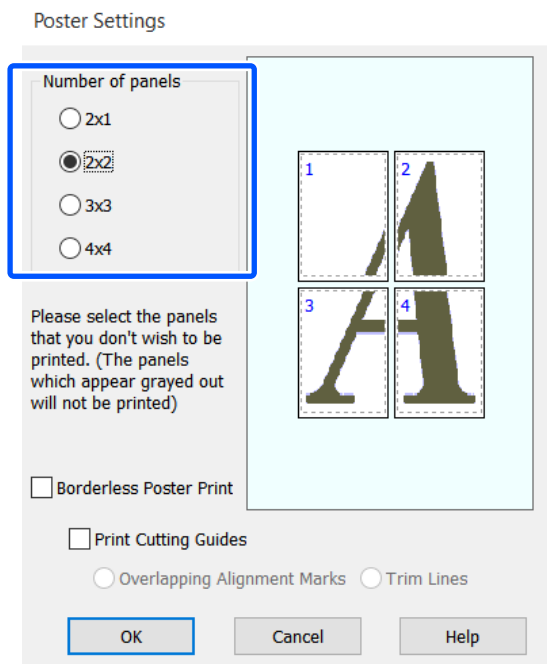 Poster Settings
Number of panels
2x1
2x2
3x3
4x4
1 2
3 4
Please select the panels
that you don't wish to be
printed. (The panels
which appear grayed out
will not be printed)
Borderless Poster Print
Print Cutting Guides
Overlapping Alignment Marks Trim Lines
OK Cancel Help